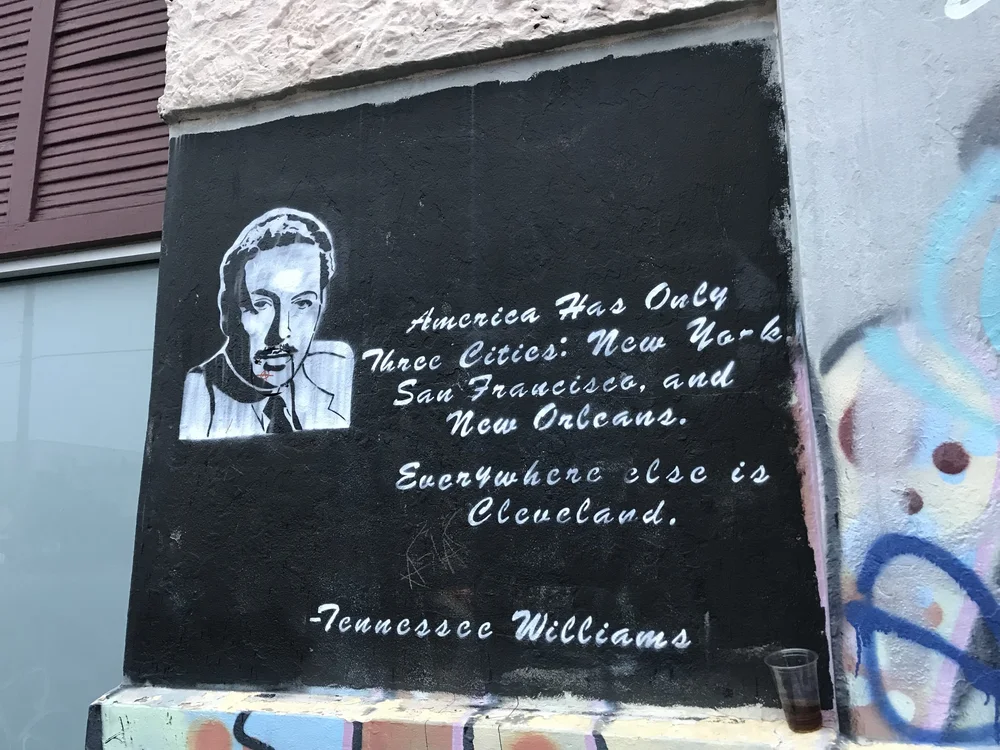 America Has Only
Three Cities: New York,
San Francisco, and
New Orleans.
Everywhere else is
Cleveland.
-Tennessee Williams